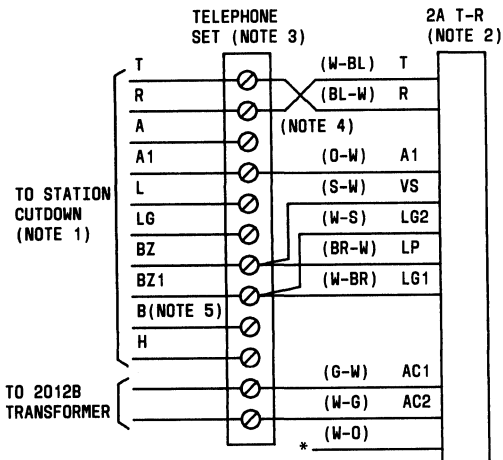 TELEPHONE
SET (NOTE 3)
2A T-R
(NOTE 2)
T
(W-BL) T
R
(BL-W) R
A
(NOTE 4)
A1
(O-W) A1
L
(S-W) VS
TO STATION
CUTDOWN
(NOTE 1)
LG
(W-S) LG2
BZ
(BR-W) LP
BZ1
(W-BR) LG1
B(NOTE 5)
H
TO 2012B
TRANSFORMER
(G-W) AC1
(W-G) AC2
(W-O)
*